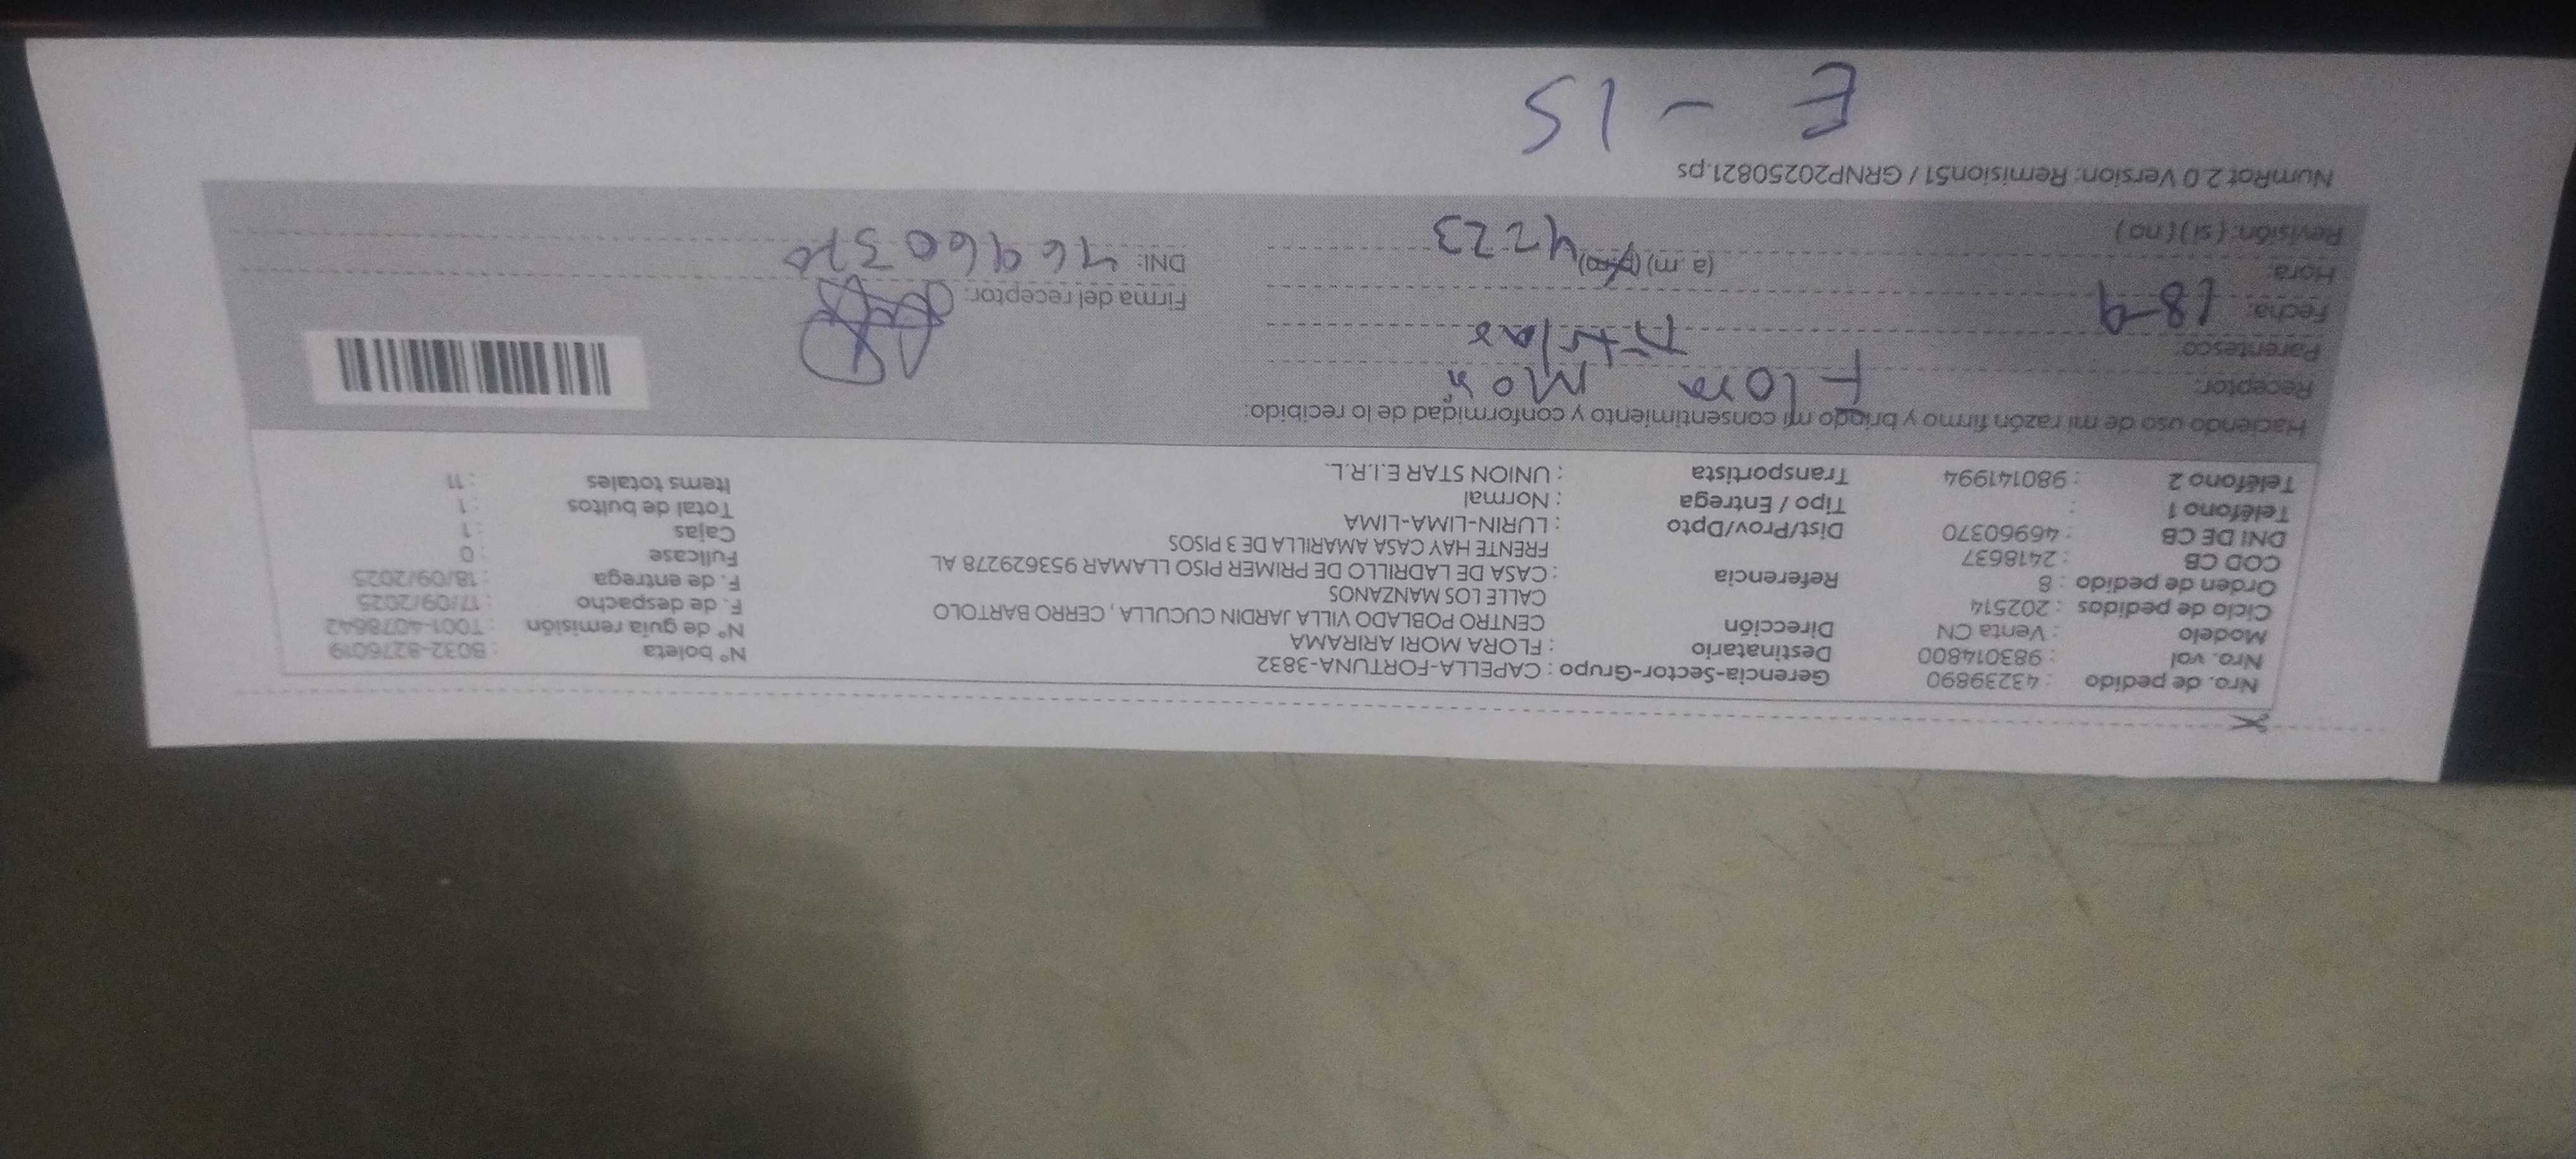 Nro. de pedido : 43239890
Nro. val : 983014800
Modelo : Venta CN
Ciclo de pedidos : 202514
Orden de pedido : 8
COD CB : 2418637
DNI DE CB : 46960370
Teléfono 1 :
Teléfono 2 : 980141994
Gerencia-Sector-Grupo : CAPELLA-FORTUNA-3832
Destinatario : FLORA MORI ARIRAMA
Dirección CENTRO POBLADO VILLA JARDIN CUCULLA , CERRO BARTOLO
CALLE LOS MANZANOS
Referencia : CASA DE LADRILLO DE PRIMER PISO LLAMAR 953629278 AL
FRENTE HAY CASA AMARILLA DE 3 PISOS
Dist/Prov/Dpto : LURIN-LIMA-LIMA
Tipo / Entrega : Normal
Transportista : UNION STAR E.I.R.L.
N° boleta : B032-8276019
N° de guía remisión : T001-4078642
F. de despacho : 17/09/2025
F. de entrega : 18/09/2025
Fullcase : 0
Cajas : 1
Total de bultos : 1
Items totales : 11
Haciendo uso de mi razón firmo y brindo mi consentimiento y conformidad de lo recibido:
Receptor: Flora Mori
Parentesco:
Fecha: 18-9
Hora: (a.m) (p.m) 4223
Revisión: (si) (no)
Firma del receptor:
DNI: 46960370
NumRot 2.0 Version: Remision51 / GRNP20250821.ps
E - 15